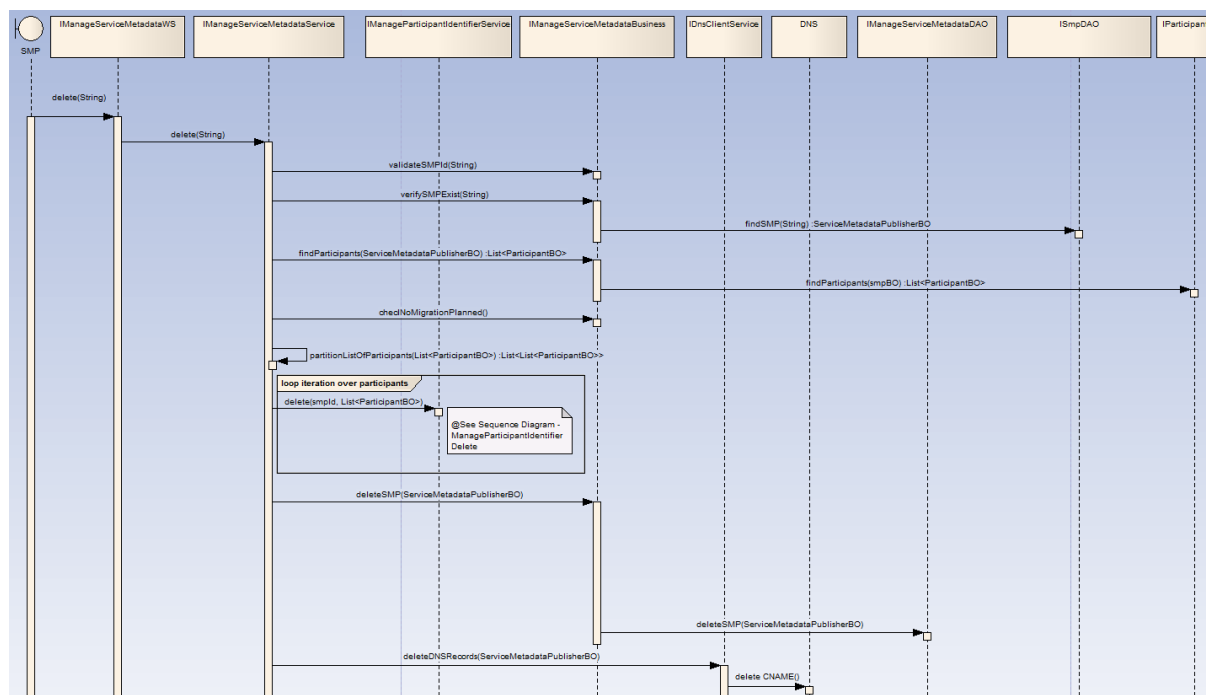 IManageServiceMetadataWS
IManageServiceMetadataService
IManageParticipantIdentifierService
IManageServiceMetadataBusiness
IDnsClientService
DNS
IManageServiceMetadataDAO
ISmpDAO
IParticipant
SMP
delete(String)
delete(String)
validateSMPId(String)
verifySMPExist(String)
findSMP(String) :ServiceMetadataPublisherBO
findParticipants(ServiceMetadataPublisherBO) :List<ParticipantBO>
findParticipants(smpBO) :List<ParticipantBO>
checlNoMigrationPlanned()
partitionListOfParticipants(List<ParticipantBO>) :List<List<ParticipantBO>>
loop iteration over participants
delete(smpId, List<ParticipantBO>)
@See Sequence Diagram -
ManageParticipantIdentifier
Delete
deleteSMP(ServiceMetadataPublisherBO)
deleteSMP(ServiceMetadataPublisherBO)
deleteDNSRecords(ServiceMetadataPublisherBO)
delete CNAME()